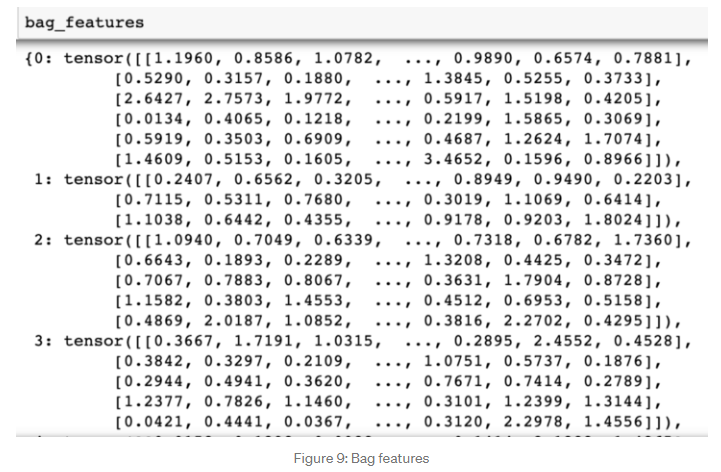 bag_features
{0: tensor([[1.1960, 0.8586, 1.0782, ..., 0.9890, 0.6574, 0.7881],
[0.5290, 0.3157, 0.1880, ..., 1.3845, 0.5255, 0.3733],
[2.6427, 2.7573, 1.9772, ..., 0.5917, 1.5198, 0.4205],
[0.0134, 0.4065, 0.1218, ..., 0.2199, 1.5865, 0.3069],
[0.5919, 0.3503, 0.6909, ..., 0.4687, 1.2624, 1.7074],
[1.4609, 0.5153, 0.1605, ..., 3.4652, 0.1596, 0.8966]]),
1: tensor([[0.2407, 0.6562, 0.3205, ..., 0.8949, 0.9490, 0.2203],
[0.7115, 0.5311, 0.7680, ..., 0.3019, 1.1069, 0.6414],
[1.1038, 0.6442, 0.4355, ..., 0.9178, 0.9203, 1.8024]]),
2: tensor([[1.0940, 0.7049, 0.6339, ..., 0.7318, 0.6782, 1.7360],
[0.6643, 0.1893, 0.2289, ..., 1.3208, 0.4425, 0.3472],
[0.7067, 0.7883, 0.8067, ..., 0.3631, 1.7904, 0.8728],
[1.1582, 0.3803, 1.4553, ..., 0.4512, 0.6953, 0.5158],
[0.4869, 2.0187, 1.0852, ..., 0.3816, 2.2702, 0.4295]]),
3: tensor([[0.3667, 1.7191, 1.0315, ..., 0.2895, 2.4552, 0.4528],
[0.3842, 0.3297, 0.2109, ..., 1.0751, 0.5737, 0.1876],
[0.2944, 0.4941, 0.3620, ..., 0.7671, 0.7414, 0.2789],
[1.2377, 0.7826, 1.1460, ..., 0.3101, 1.2399, 1.3144],
[0.0421, 0.4441, 0.0367, ..., 0.3120, 2.2978, 1.4556]]),
Figure 9: Bag features